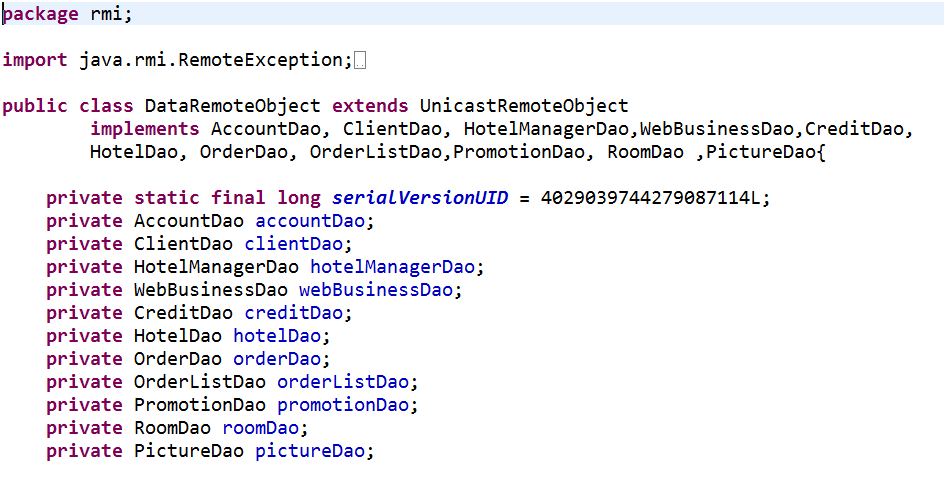 package rmi;
import java.rmi.RemoteException;
public class DataRemoteObject extends UnicastRemoteObject
implements AccountDao, ClientDao, HotelManagerDao,WebBusinessDao,CreditDao,
HotelDao, OrderDao, OrderListDao,PromotionDao, RoomDao ,PictureDao{
private static final long serialVersionUID = 4029039744279087114L;
private AccountDao accountDao;
private ClientDao clientDao;
private HotelManagerDao hotelManagerDao;
private WebBusinessDao webBusinessDao;
private CreditDao creditDao;
private HotelDao hotelDao;
private OrderDao orderDao;
private OrderListDao orderListDao;
private PromotionDao promotionDao;
private RoomDao roomDao;
private PictureDao pictureDao;